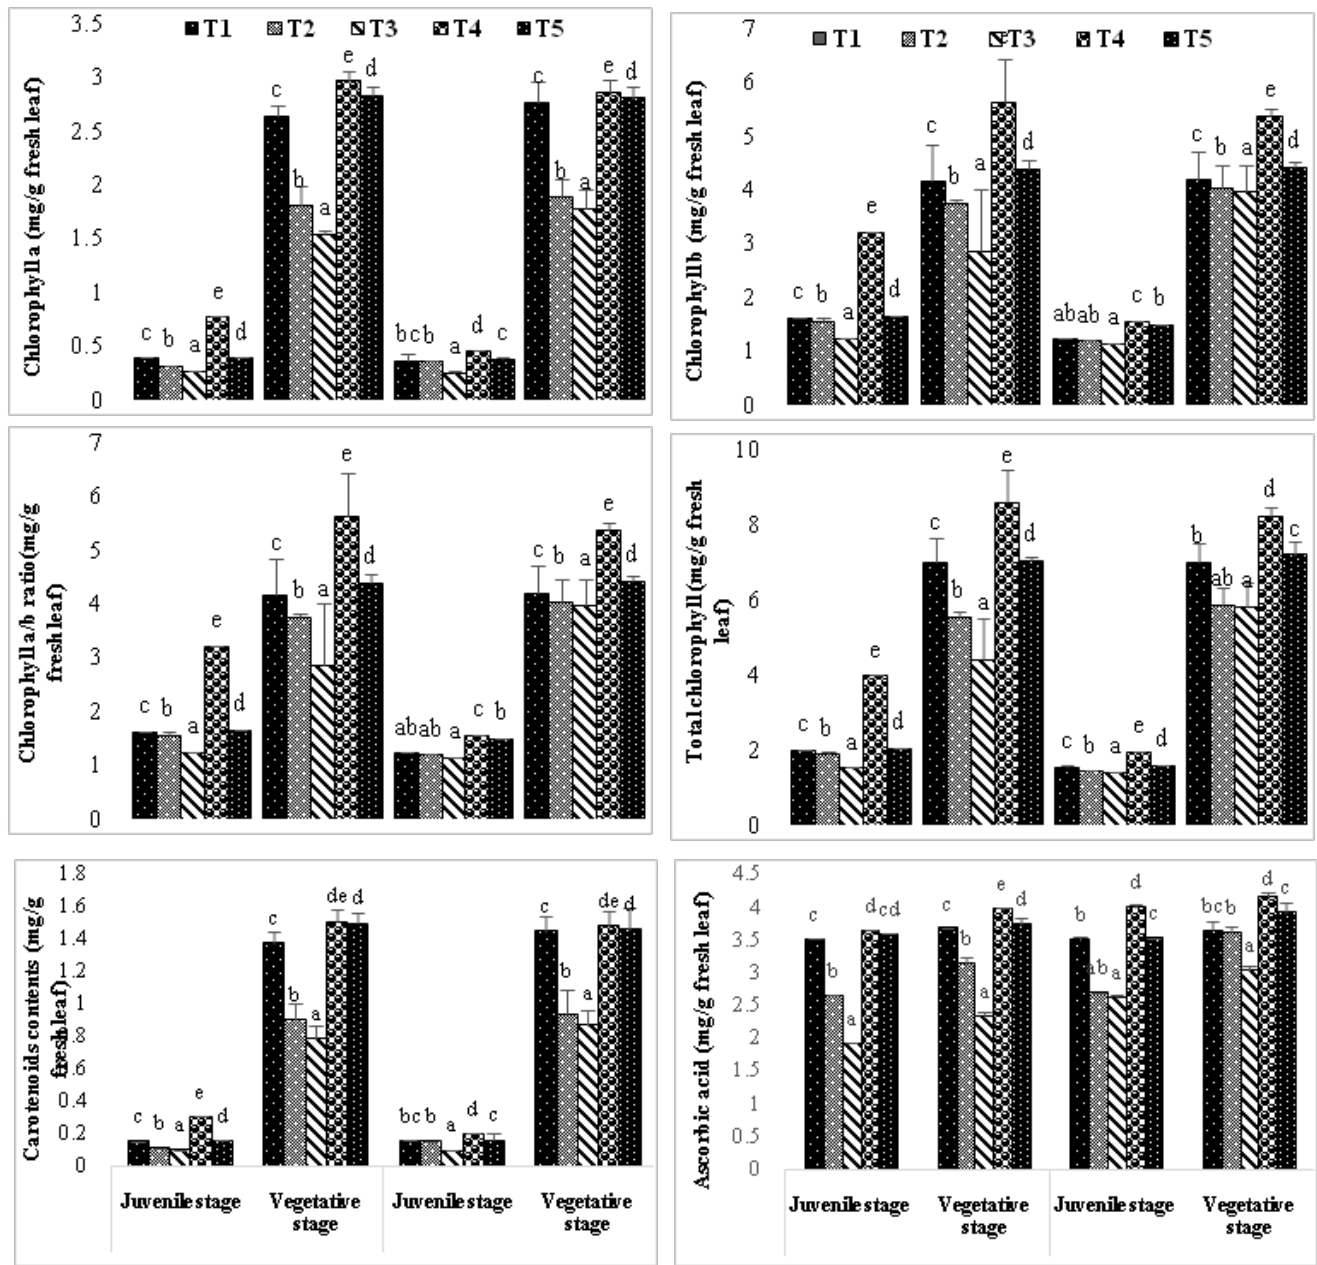 Chlorophyll a (mg/g fresh leaf)
3.5
3
2.5
2
1.5
1
0.5
0
T1 T2 T3 T4 T5
c b a e d
c b a e d
bc b a d c
c b a e d
Chlorophyll b (mg/g fresh leaf)
7
6
5
4
3
2
1
0
T1 T2 T3 T4 T5
c b a e d
c b a e d
ab ab a c b
c b a e d
Chlorophyll a/b ratio(mg/g
fresh leaf)
7
6
5
4
3
2
1
0
c b a e d
c b a e d
ab ab a c b
c b a e d
Total chlorophyll(mg/g fresh
leaf)
10
8
6
4
2
0
c b a e d
c b a e d
c b a e d
b ab a d c
Carotenoids contents (mg/g
fresh leaf)
1.8
1.6
1.4
1.2
1
0.8
0.6
0.4
0.2
0
c b a e d
c b a de d
bc b a d c
c b a de d
Juvenile stage Vegetative stage Juvenile stage Vegetative stage
Ascorbic acid (mg/g fresh leaf)
4.5
4
3.5
3
2.5
2
1.5
1
0.5
0
c b a d cd
c b a e d
b ab a d c
bc b a d c
Juvenile stage Vegetative stage Juvenile stage Vegetative stage